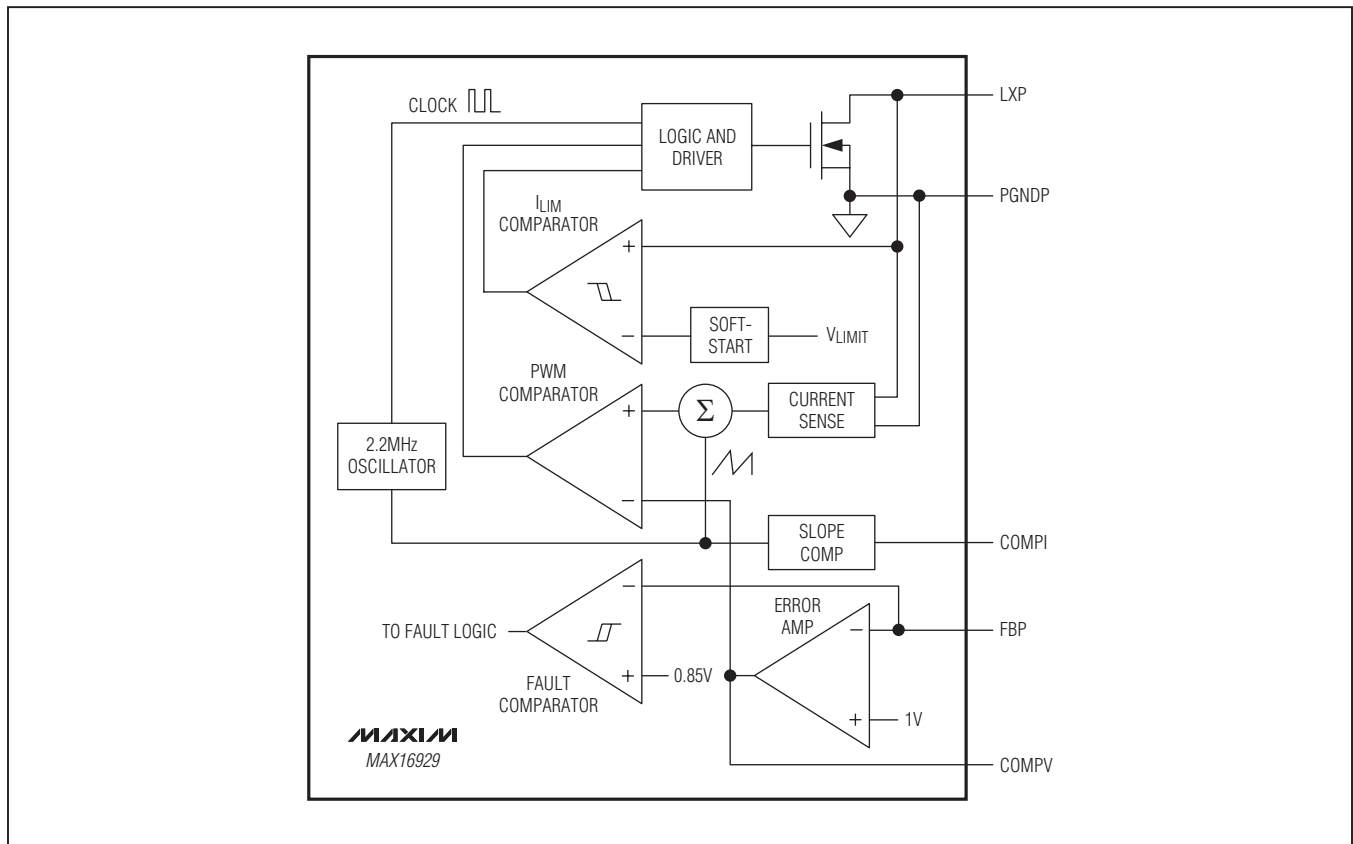 CLOCK
LOGIC AND
DRIVER
LXP
PGNDP
ILIM
COMPARATOR
+
−
SOFT-
START
VLIMIT
PWM
COMPARATOR
+
−
Σ
CURRENT
SENSE
2.2MHz
OSCILLATOR
SLOPE
COMP
COMPI
TO FAULT LOGIC
−
+
0.85V
FAULT
COMPARATOR
ERROR
AMP
−
+
1V
FBP
COMPV
MAXIM
MAX16929